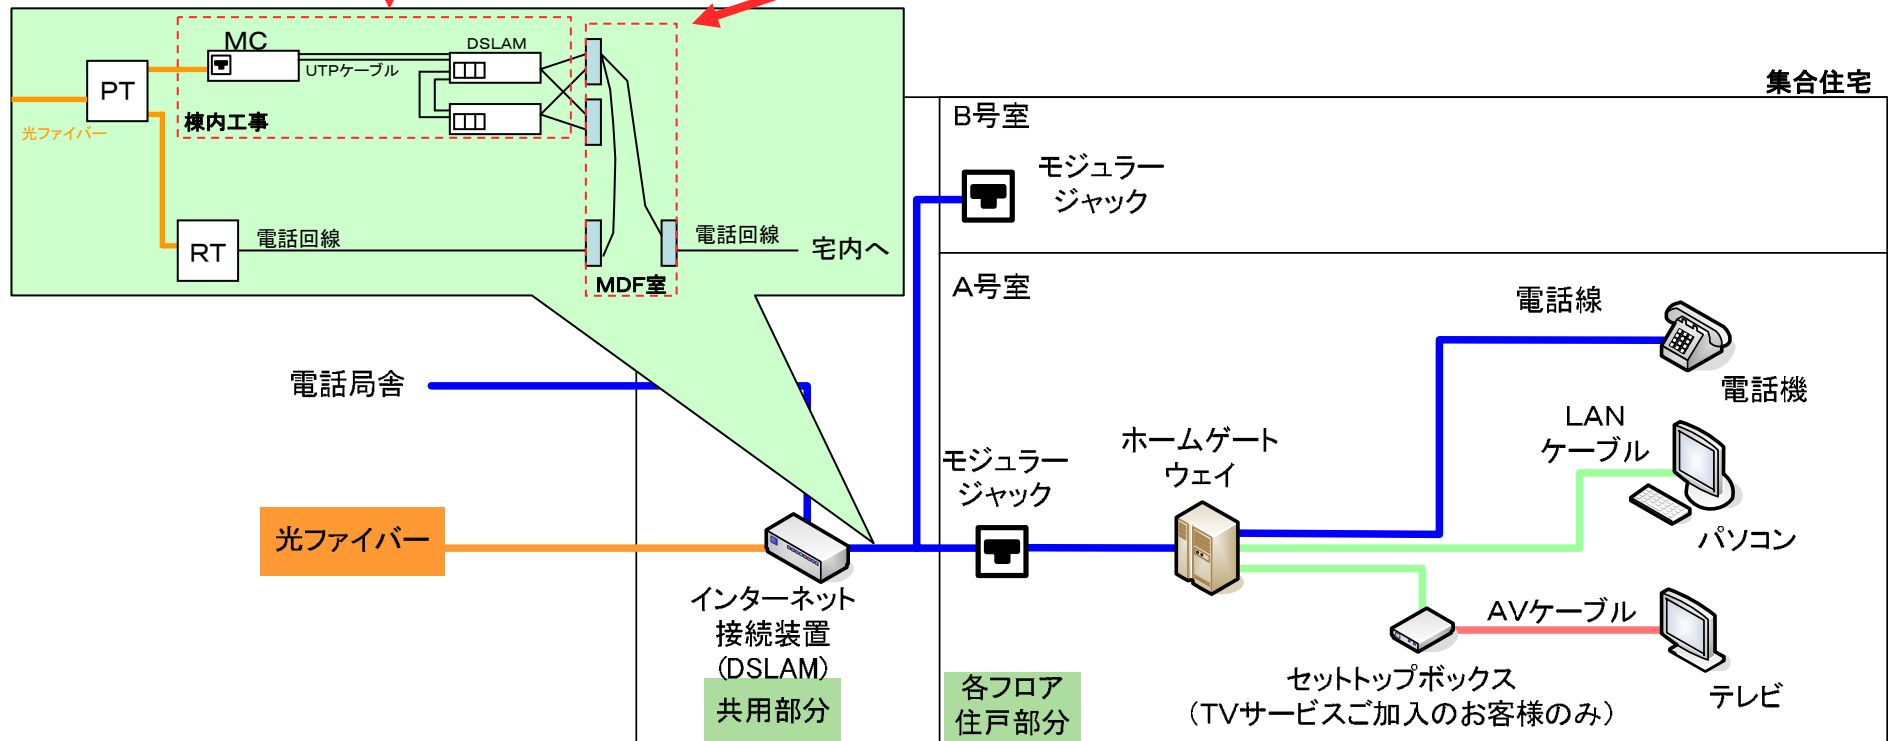 MC
DSLAM
UTPケーブル
PT
光ファイバー
棟内工事
RT
電話回線
電話回線
宅内へ
MDF室
集合住宅
B号室
モジュラー
ジャック
A号室
電話線
電話機
電話局舎
LAN
ケーブル
ホームゲート
ウェイ
モジュラー
ジャック
光ファイバー
パソコン
インターネット
接続装置
(DSLAM)
共用部分
AVケーブル
セットトップボックス
(TVサービスご加入のお客様のみ)
テレビ
各フロア
住戸部分